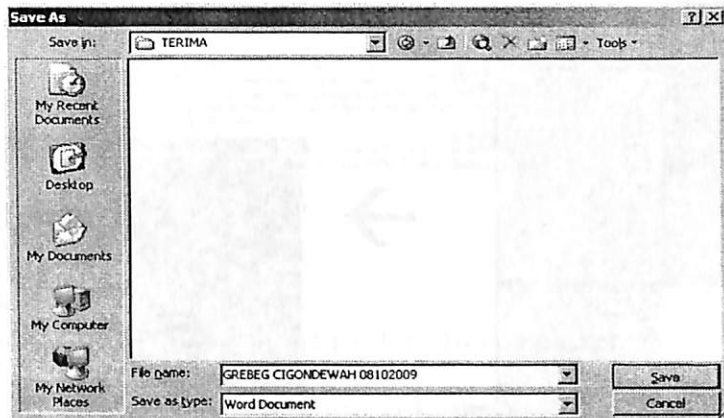 Save As
Save in:
TERIMA
Tools
My Recent
Documents
Desktop
My Documents
My Computer
My Network
Places
File name:
GREBEG CIGONDEWAH 08102009
Save
Save as type:
Word Document
Cancel